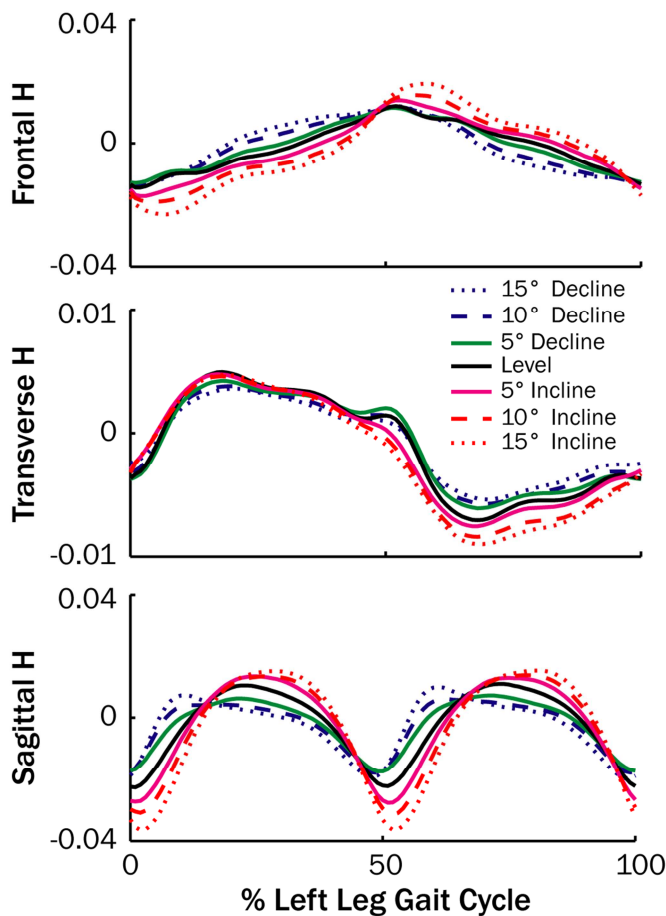 0.04
Frontal H
0
-0.04
0.01
Transverse H
0
-0.01
15° Decline
10° Decline
5° Decline
Level
5° Incline
10° Incline
15° Incline
0.04
Sagittal H
0
-0.04
0
50
100
% Left Leg Gait Cycle